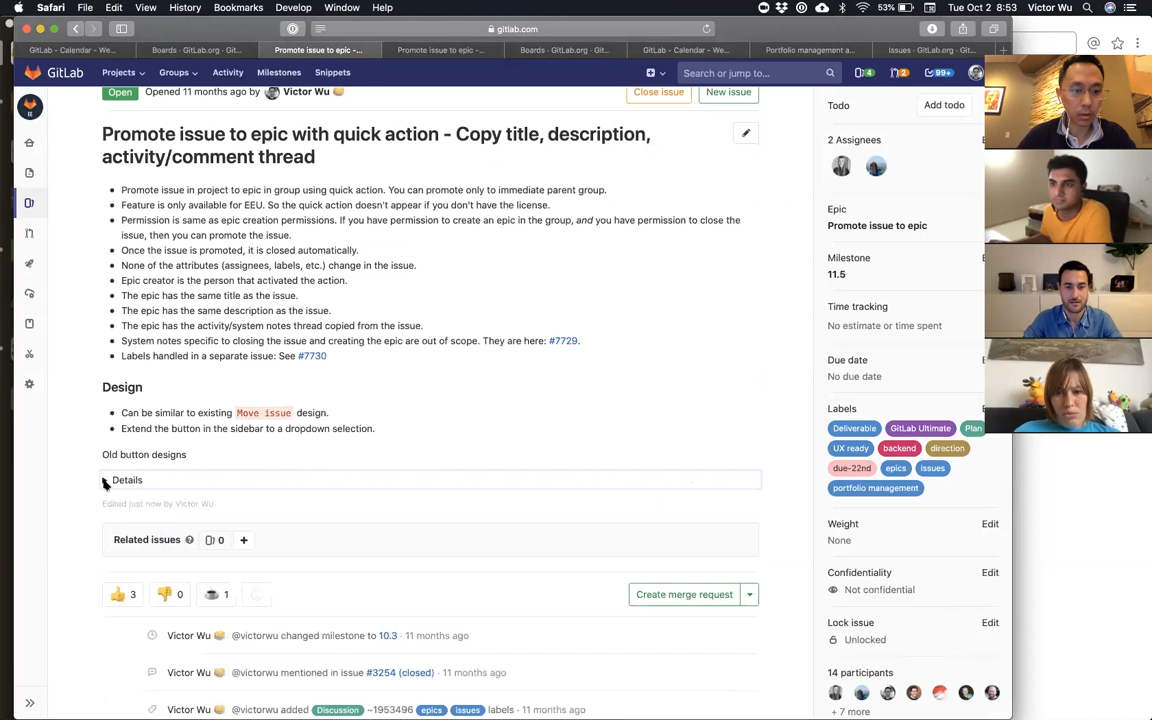 Safari File Edit View History Bookmarks Develop Window Help 53% Tue Oct 2 8:53 Victor Wu
gitlab.com
GitLab - Calendar - We... Boards · GitLab.org · Git... Promote issue to epic -... Promote issue to epic -... Boards · GitLab.org · Git... GitLab - Calendar - We... Portfolio management a... Issues · GitLab.org · Git...
GitLab Projects Groups Activity Milestones Snippets Search or jump to... 4 2 99+
Open Opened 11 months ago by Victor Wu Close issue New issue
Todo Add todo
Promote issue to epic with quick action - Copy title, description,
activity/comment thread
• Promote issue in project to epic in group using quick action. You can promote only to immediate parent group.
• Feature is only available for EEU. So the quick action doesn't appear if you don't have the license.
• Permission is same as epic creation permissions. If you have permission to create an epic in the group, and you have permission to close the
issue, then you can promote the issue.
• Once the issue is promoted, it is closed automatically.
• None of the attributes (assignees, labels, etc.) change in the issue.
• Epic creator is the person that activated the action.
• The epic has the same title as the issue.
• The epic has the same description as the issue.
• The epic has the activity/system notes thread copied from the issue.
• System notes specific to closing the issue and creating the epic are out of scope. They are here: #7729.
• Labels handled in a separate issue: See #7730
Design
• Can be similar to existing Move issue design.
• Extend the button in the sidebar to a dropdown selection.
Old button designs
Details
Edited just now by Victor Wu
Related issues 0 +
3 0 1 Create merge request
Victor Wu @victorwu changed milestone to 10.3 · 11 months ago
Victor Wu @victorwu mentioned in issue #3254 (closed) · 11 months ago
Victor Wu @victorwu added Discussion ~1953496 epics issues labels · 11 months ago
2 Assignees
Epic
Promote issue to epic
Milestone
11.5
Time tracking
No estimate or time spent
Due date
No due date
Labels
Deliverable GitLab Ultimate Plan
UX ready backend direction
due-22nd epics issues
portfolio management
Weight Edit
None
Confidentiality Edit
Not confidential
Lock issue Edit
Unlocked
14 participants
+ 7 more